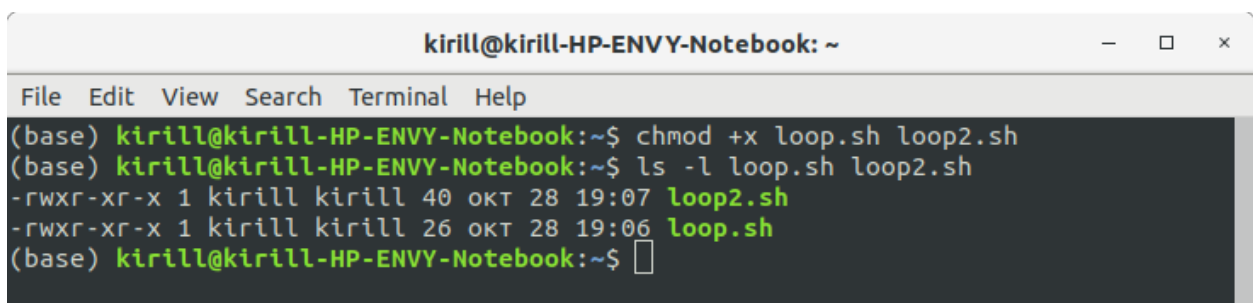 kirill@kirill-HP-ENVY-Notebook: ~
File Edit View Search Terminal Help
(base) kirill@kirill-HP-ENVY-Notebook:~$ chmod +x loop.sh loop2.sh
(base) kirill@kirill-HP-ENVY-Notebook:~$ ls -l loop.sh loop2.sh
-rwxr-xr-x 1 kirill kirill 40 окт 28 19:07 loop2.sh
-rwxr-xr-x 1 kirill kirill 26 окт 28 19:06 loop.sh
(base) kirill@kirill-HP-ENVY-Notebook:~$